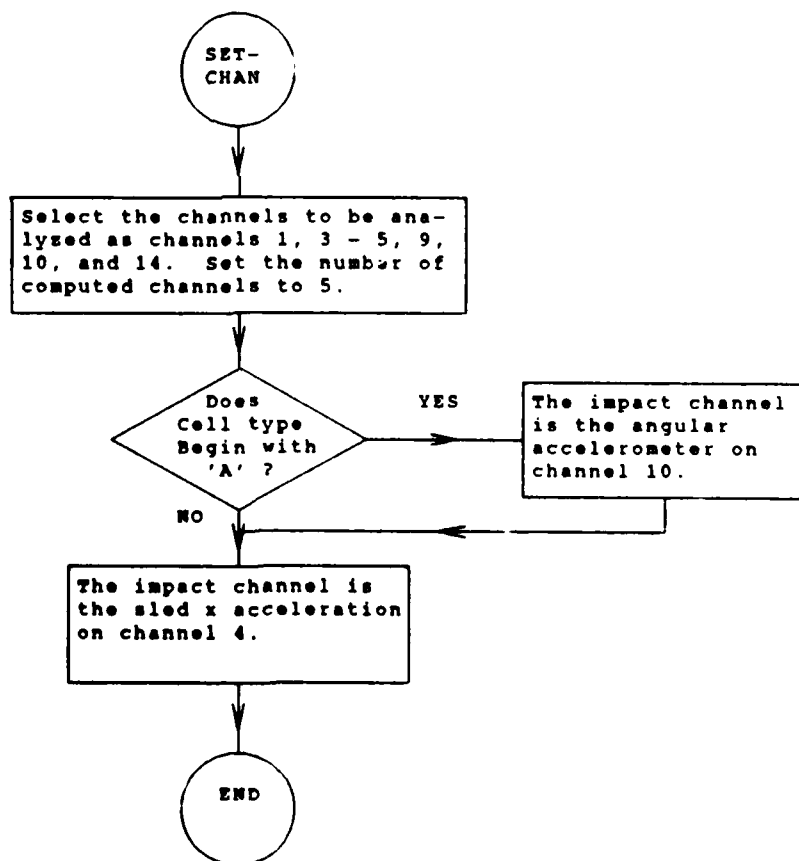 SET-
CHAN
Select the channels to be ana-
lyzed as channels 1, 3 - 5, 9,
10, and 14. Set the number of
computed channels to 5.
Does
Cell type
Begin with
'A' ?
YES
The impact channel
is the angular
accelerometer on
channel 10.
NO
The impact channel is
the sled x acceleration
on channel 4.
END